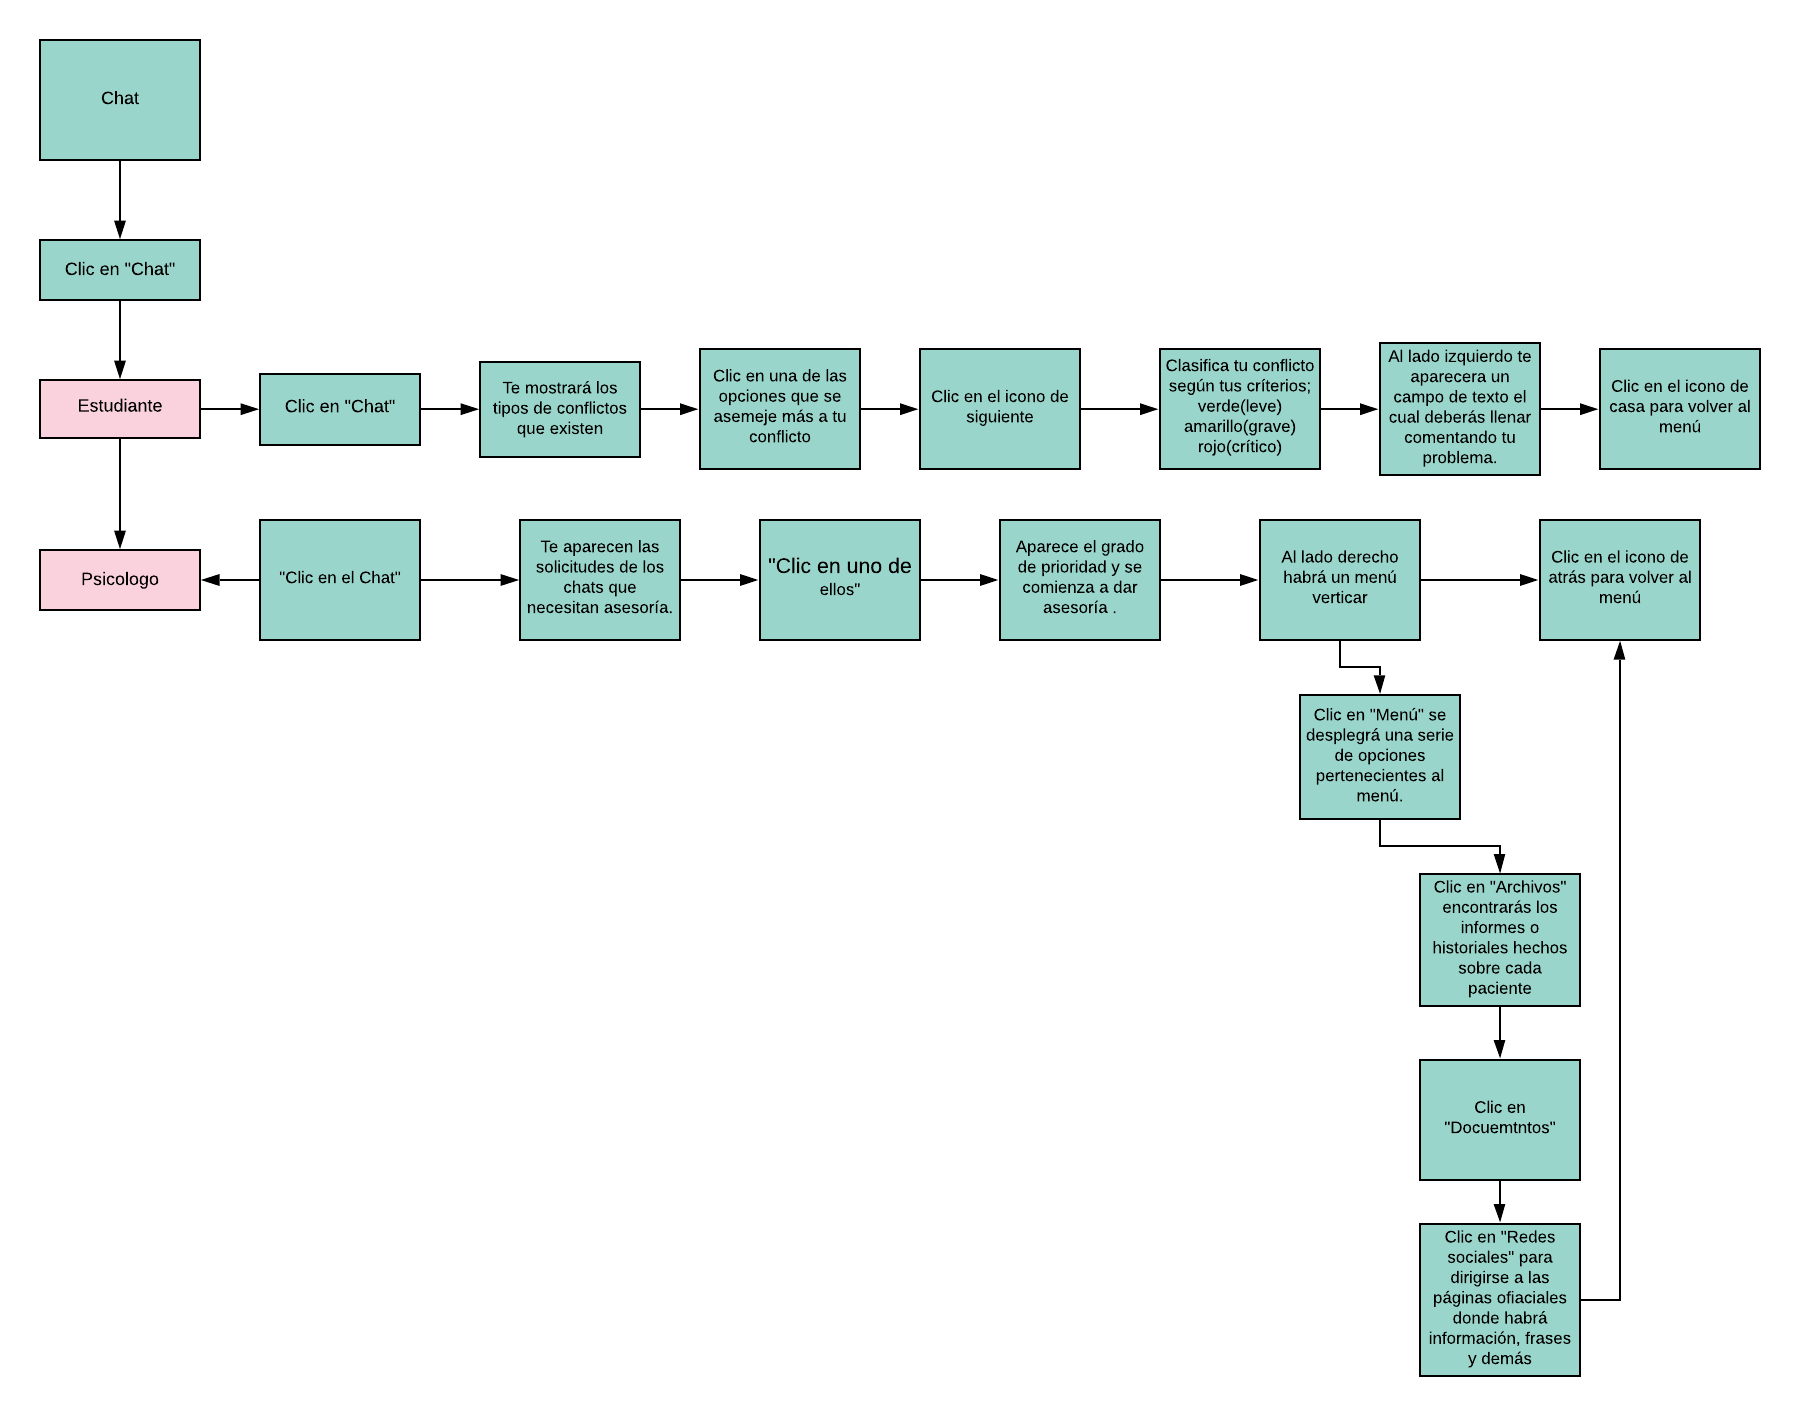 Chat
Clic en "Chat"
Estudiante
Clic en "Chat"
Te mostrará los
tipos de conflictos
que existen
Clic en una de las
opciones que se
asemeje más a tu
conflicto
Clic en el icono de
siguiente
Clasifica tu conflicto
según tus críterios;
verde(leve)
amarillo(grave)
rojo(crítico)
Al lado izquierdo te
aparecera un
campo de texto el
cual deberás llenar
comentando tu
problema.
Clic en el icono de
casa para volver al
menú
Psicologo
"Clic en el Chat"
Te aparecen las
solicitudes de los
chats que
necesitan asesoría.
"Clic en uno de
ellos"
Aparece el grado
de prioridad y se
comienza a dar
asesoría .
Al lado derecho
habrá un menú
verticar
Clic en el icono de
atrás para volver al
menú
Clic en "Menú" se
desplegrá una serie
de opciones
pertenecientes al
menú.
Clic en "Archivos"
encontrarás los
informes o
historiales hechos
sobre cada
paciente
Clic en
"Docuemtntos"
Clic en "Redes
sociales" para
dirigirse a las
páginas ofiaciales
donde habrá
información, frases
y demás